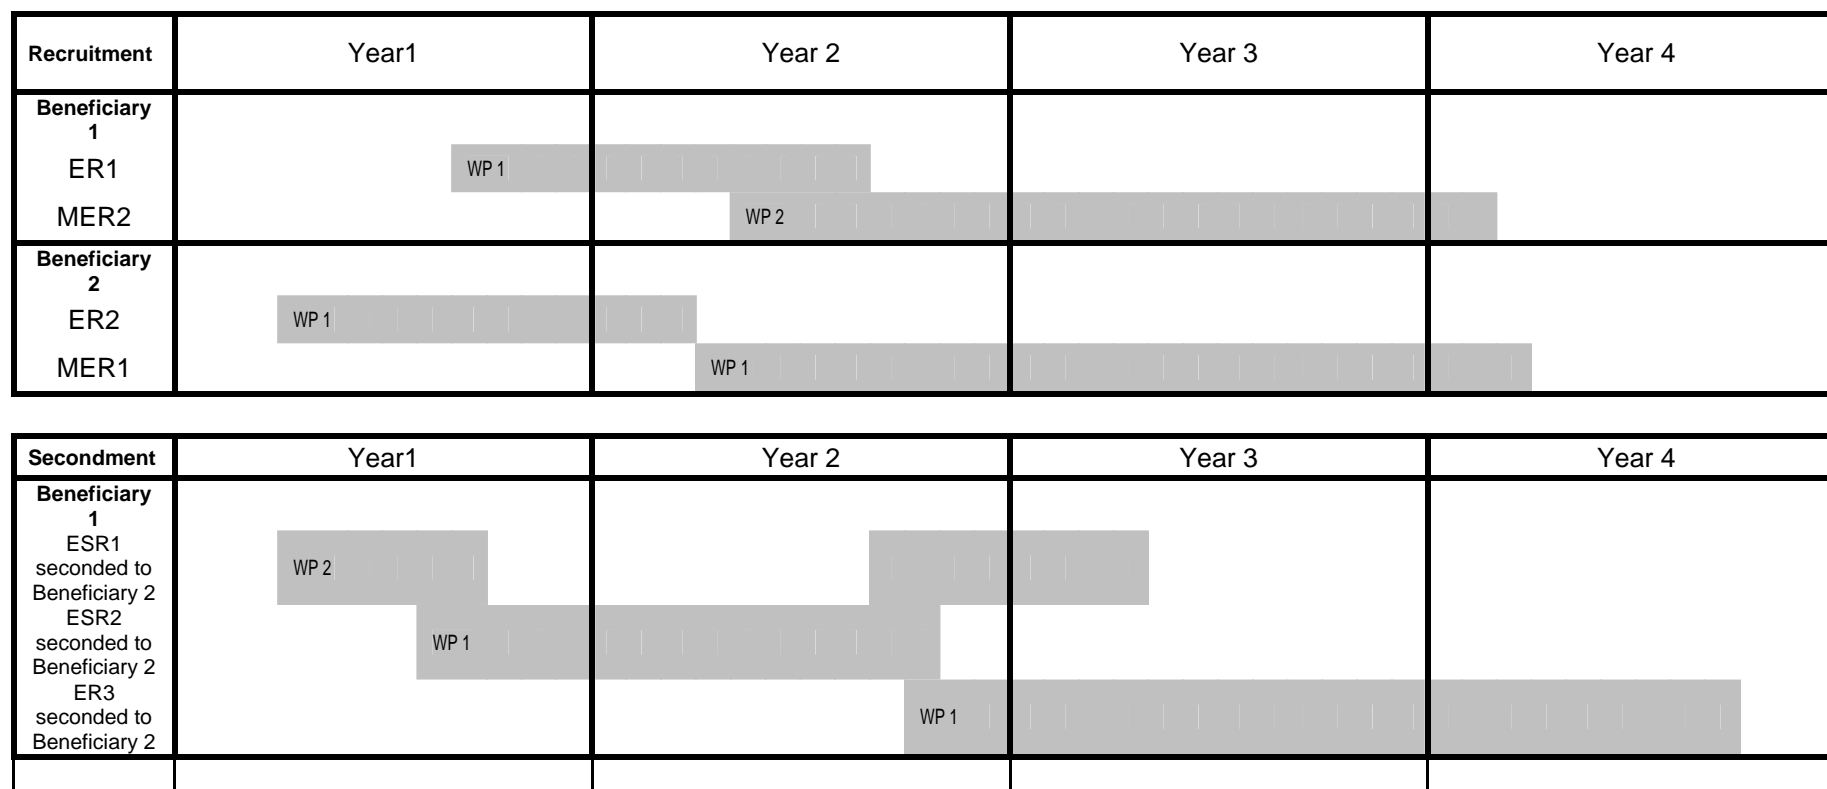 Recruitment Year1 Year 2 Year 3 Year 4
Beneficiary
1
ER1 WP 1
MER2 WP 2
Beneficiary
2
ER2 WP 1
MER1 WP 1
Secondment Year1 Year 2 Year 3 Year 4
Beneficiary
1
ESR1
seconded to WP 2
Beneficiary 2
ESR2
seconded to WP 1
Beneficiary 2
ER3
seconded to WP 1
Beneficiary 2